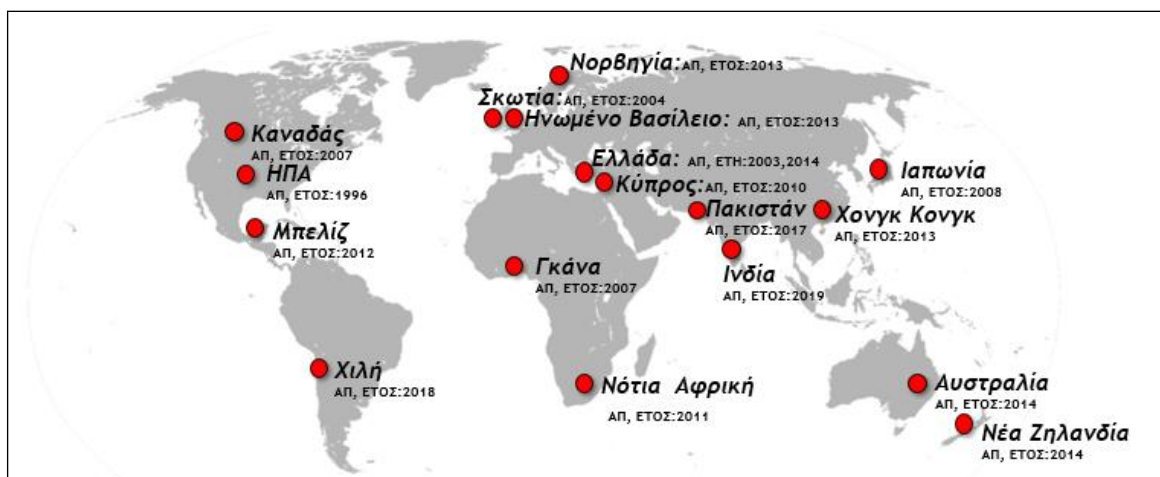 Νορβηγία: ΑΠ, ΕΤΟΣ:2013
Σκωτία: ΑΠ, ΕΤΟΣ:2004
Ηνωμένο Βασίλειο: ΑΠ, ΕΤΟΣ:2013
Καναδάς
ΑΠ, ΕΤΟΣ:2007
ΗΠΑ
ΑΠ, ΕΤΟΣ:1996
Ελλάδα: ΑΠ, ΕΤΗ:2003,2014
Κύπρος: ΑΠ, ΕΤΟΣ:2010
Ιαπωνία
ΑΠ, ΕΤΟΣ:2008
Πακιστάν
ΑΠ, ΕΤΟΣ:2017
Χονγκ Κονγκ
ΑΠ, ΕΤΟΣ:2013
Μπελίζ
ΑΠ, ΕΤΟΣ:2012
Γκάνα
ΑΠ, ΕΤΟΣ:2007
Ινδία
ΑΠ, ΕΤΟΣ:2019
Χιλή
ΑΠ, ΕΤΟΣ:2018
Νότια Αφρική
ΑΠ, ΕΤΟΣ:2011
Αυστραλία
ΑΠ, ΕΤΟΣ:2014
Νέα Ζηλανδία
ΑΠ, ΕΤΟΣ:2014